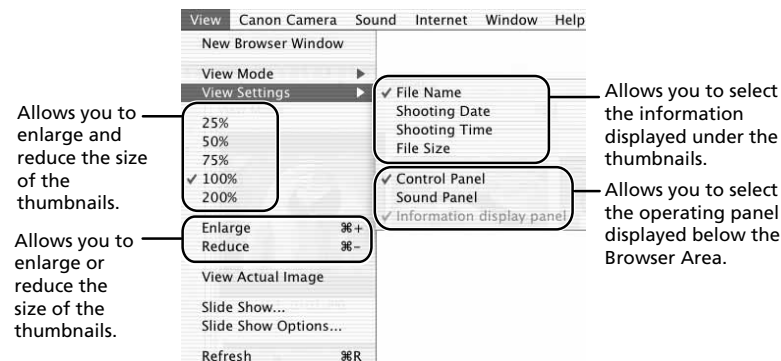 View Canon Camera Sound Internet Window Help
New Browser Window
View Mode
View Settings
25%
50%
75%
✓ 100%
200%
Enlarge ⌘+
Reduce ⌘–
View Actual Image
Slide Show...
Slide Show Options...
Refresh ⌘R
✓ File Name
Shooting Date
Shooting Time
File Size
✓ Control Panel
Sound Panel
✓ Information display panel
Allows you to
enlarge and
reduce the size
of the
thumbnails.
Allows you to
enlarge or
reduce the
size of the
thumbnails.
Allows you to select
the information
displayed under the
thumbnails.
Allows you to select
the operating panel
displayed below the
Browser Area.